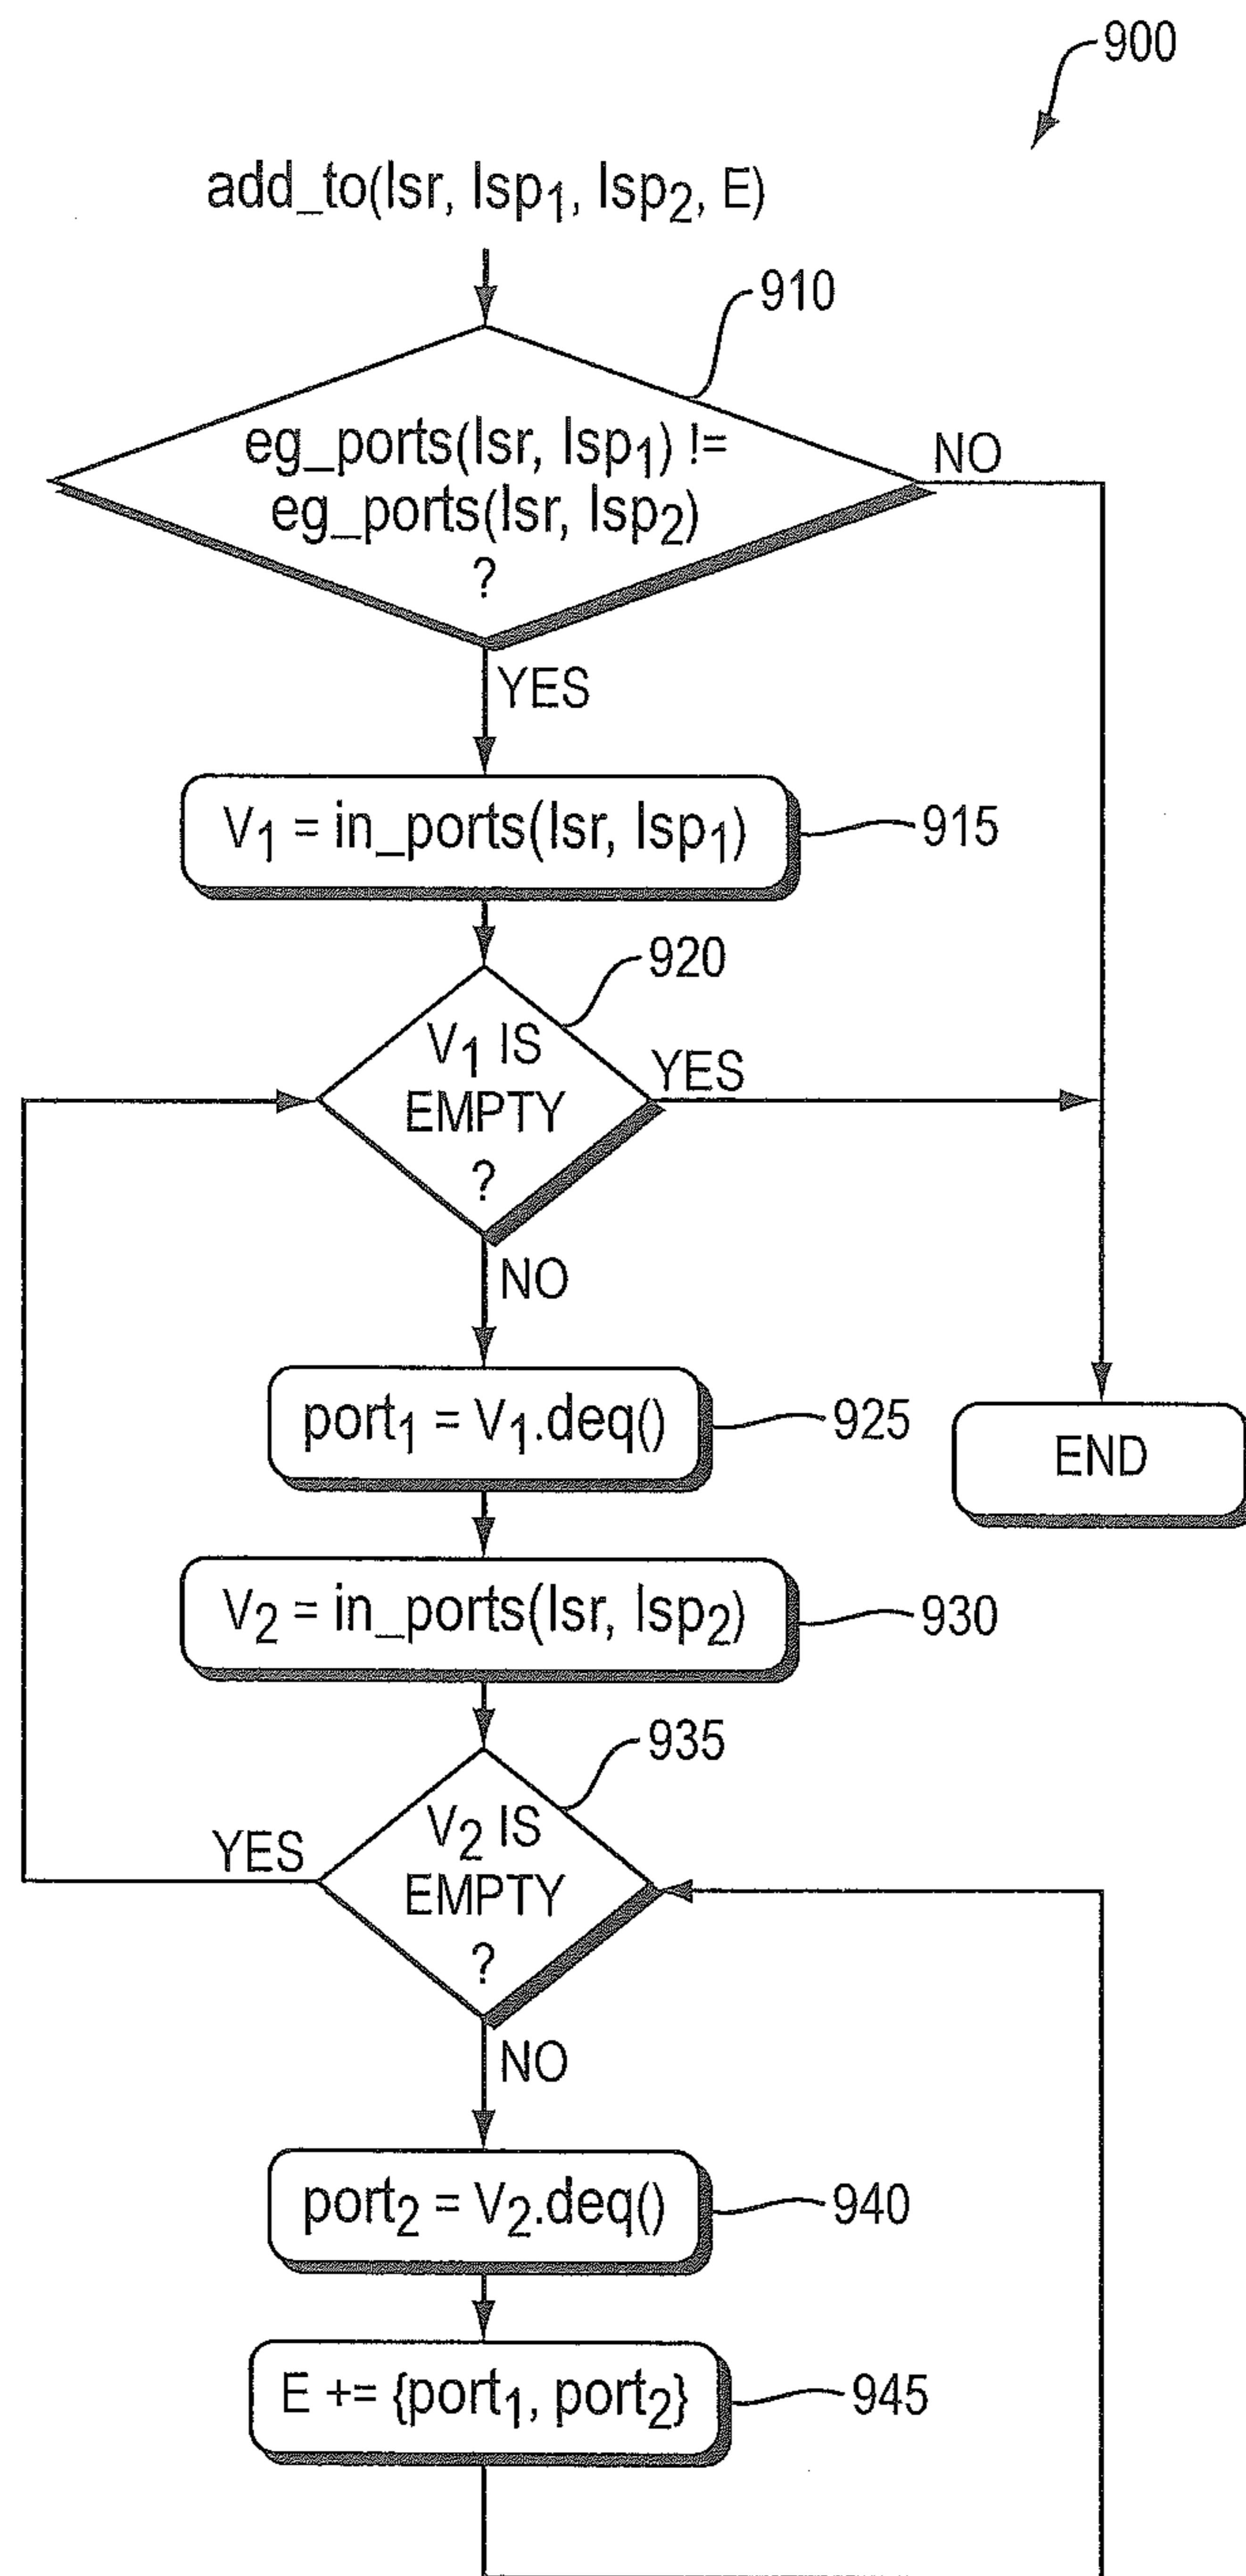 900
add_to(lsr, lsp1, lsp2, E)
910
eg_ports(lsr, lsp1) !=
eg_ports(lsr, lsp2)
?
NO
YES
V1 = in_ports(lsr, lsp1)
915
920
V1 IS
EMPTY
?
YES
NO
port1 = V1.deq()
925
END
V2 = in_ports(lsr, lsp2)
930
935
V2 IS
EMPTY
?
YES
NO
port2 = V2.deq()
940
E += {port1, port2}
945